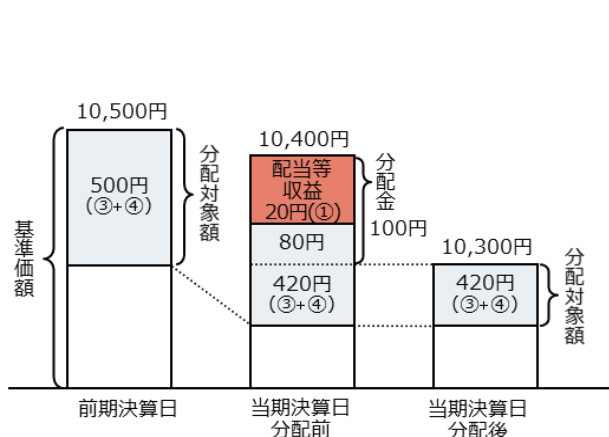 10,500円
500円
(③+④)
分配対象額
基準価額
10,400円
配当等
収益
20円(①)
80円
420円
(③+④)
分配金
100円
10,300円
420円
(③+④)
分配対象額
前期決算日
当期決算日
分配前
当期決算日
分配後